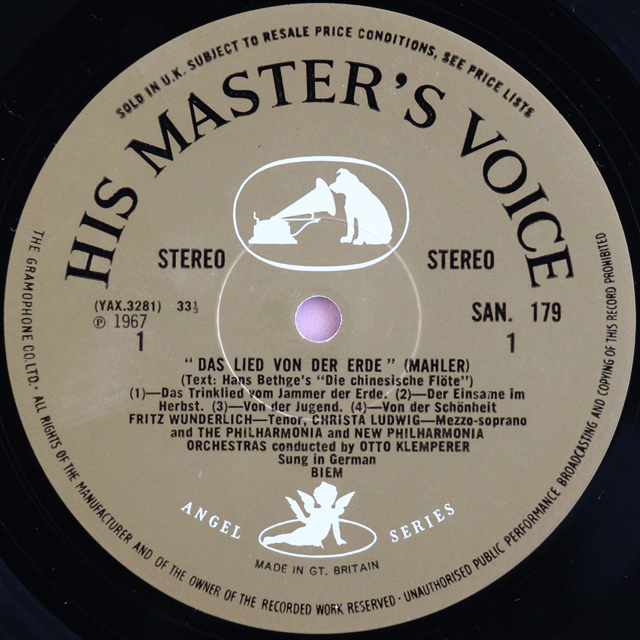 SOLD IN U.K. SUBJECT TO RESALE PRICE CONDITIONS, SEE PRICE LISTS
HIS MASTER'S VOICE
STEREO STEREO
(YAX.3281) 33⅓
℗ 1967
SAN. 179
1 1
" DAS LIED VON DER ERDE " (MAHLER)
(Text: Hans Bethge's "Die chinesische Flöte")
(1)—Das Trinklied vom Jammer der Erde. (2)—Der Einsame im
Herbst. (3)—Von der Jugend. (4)—Von der Schönheit
FRITZ WUNDERLICH—Tenor, CHRISTA LUDWIG—Mezzo-soprano
and THE PHILHARMONIA and NEW PHILHARMONIA
ORCHESTRAS conducted by OTTO KLEMPERER
Sung in German
BIEM
ANGEL SERIES
MADE IN GT. BRITAIN
THE GRAMOPHONE CO. LTD. · ALL RIGHTS OF THE MANUFACTURER AND OF THE OWNER OF THE RECORDED WORK RESERVED · UNAUTHORISED PUBLIC PERFORMANCE BROADCASTING AND COPYING OF THIS RECORD PROHIBITED